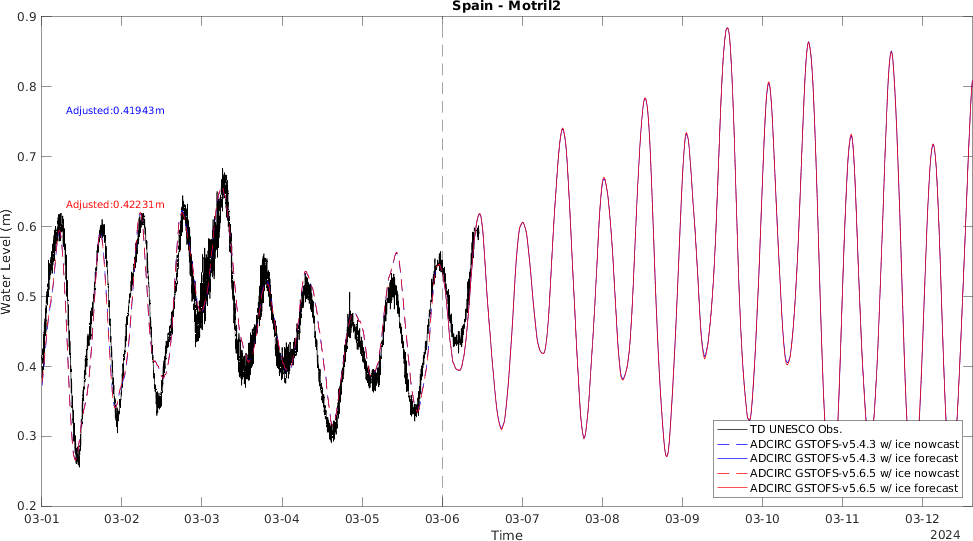 Spain - Motril2
0.9
0.8
0.7
0.6
0.5
0.4
0.3
0.2
Water Level (m)
Adjusted:0.41943m
Adjusted:0.42231m
TD UNESCO Obs.
ADCIRC GSTOFS-v5.4.3 w/ ice nowcast
ADCIRC GSTOFS-v5.4.3 w/ ice forecast
ADCIRC GSTOFS-v5.6.5 w/ ice nowcast
ADCIRC GSTOFS-v5.6.5 w/ ice forecast
03-01 03-02 03-03 03-04 03-05 03-06 03-07 03-08 03-09 03-10 03-11 03-12
Time
2024